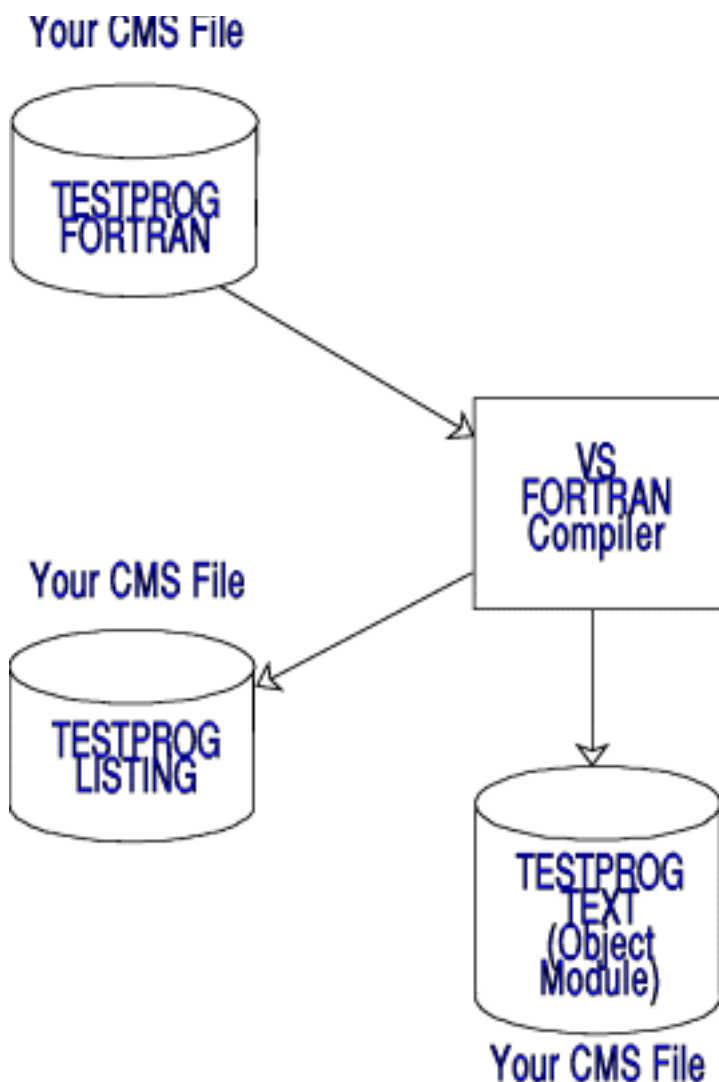 Your CMS File
TESTPROG
FORTRAN
VS
FORTRAN
Compiler
Your CMS File
TESTPROG
LISTING
TESTPROG
TEXT
(Object
Module)
Your CMS File